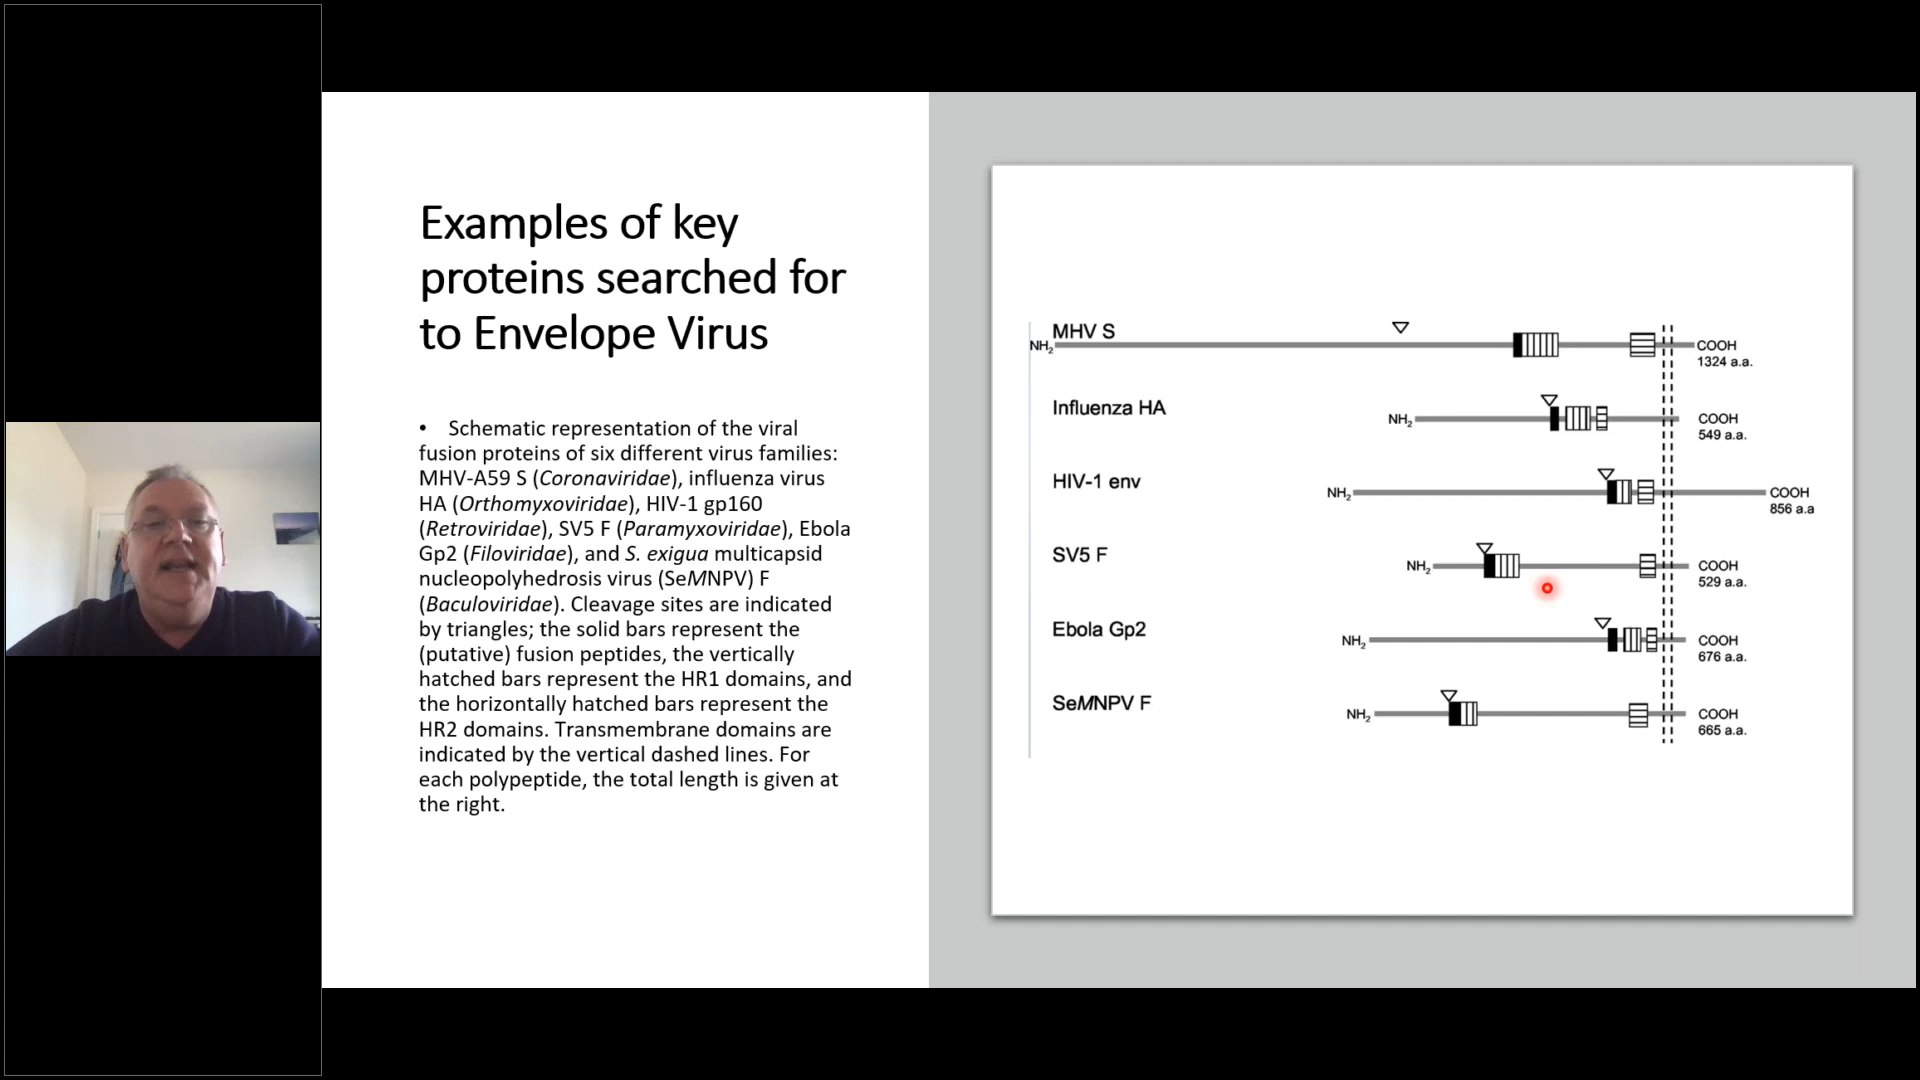 Examples of key
proteins searched for
to Envelope Virus
• Schematic representation of the viral
fusion proteins of six different virus families:
MHV-A59 S (Coronaviridae), influenza virus
HA (Orthomyxoviridae), HIV-1 gp160
(Retroviridae), SV5 F (Paramyxoviridae), Ebola
Gp2 (Filoviridae), and S. exigua multicapsid
nucleopolyhedrosis virus (SeMNPV) F
(Baculoviridae). Cleavage sites are indicated
by triangles; the solid bars represent the
(putative) fusion peptides, the vertically
hatched bars represent the HR1 domains, and
the horizontally hatched bars represent the
HR2 domains. Transmembrane domains are
indicated by the vertical dashed lines. For
each polypeptide, the total length is given at
the right.
MHV S
NH2 COOH
1324 a.a.
Influenza HA
NH2 COOH
549 a.a.
HIV-1 env
NH2 COOH
856 a.a
SV5 F
NH2 COOH
529 a.a.
Ebola Gp2
NH2 COOH
676 a.a.
SeMNPV F
NH2 COOH
665 a.a.